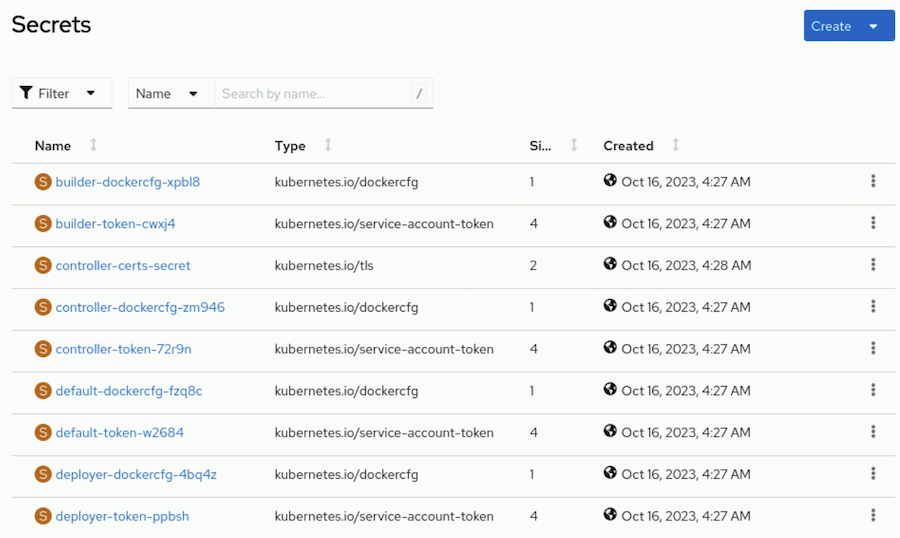 Secrets
Create
Filter Name Search by name... /
Name Type Si... Created
S builder-dockercfg-xpbl8 kubernetes.io/dockercfg 1 Oct 16, 2023, 4:27 AM
S builder-token-cwxj4 kubernetes.io/service-account-token 4 Oct 16, 2023, 4:27 AM
S controller-certs-secret kubernetes.io/tls 2 Oct 16, 2023, 4:28 AM
S controller-dockercfg-zm946 kubernetes.io/dockercfg 1 Oct 16, 2023, 4:27 AM
S controller-token-72r9n kubernetes.io/service-account-token 4 Oct 16, 2023, 4:27 AM
S default-dockercfg-fzq8c kubernetes.io/dockercfg 1 Oct 16, 2023, 4:27 AM
S default-token-w2684 kubernetes.io/service-account-token 4 Oct 16, 2023, 4:27 AM
S deployer-dockercfg-4bq4z kubernetes.io/dockercfg 1 Oct 16, 2023, 4:27 AM
S deployer-token-ppbsh kubernetes.io/service-account-token 4 Oct 16, 2023, 4:27 AM